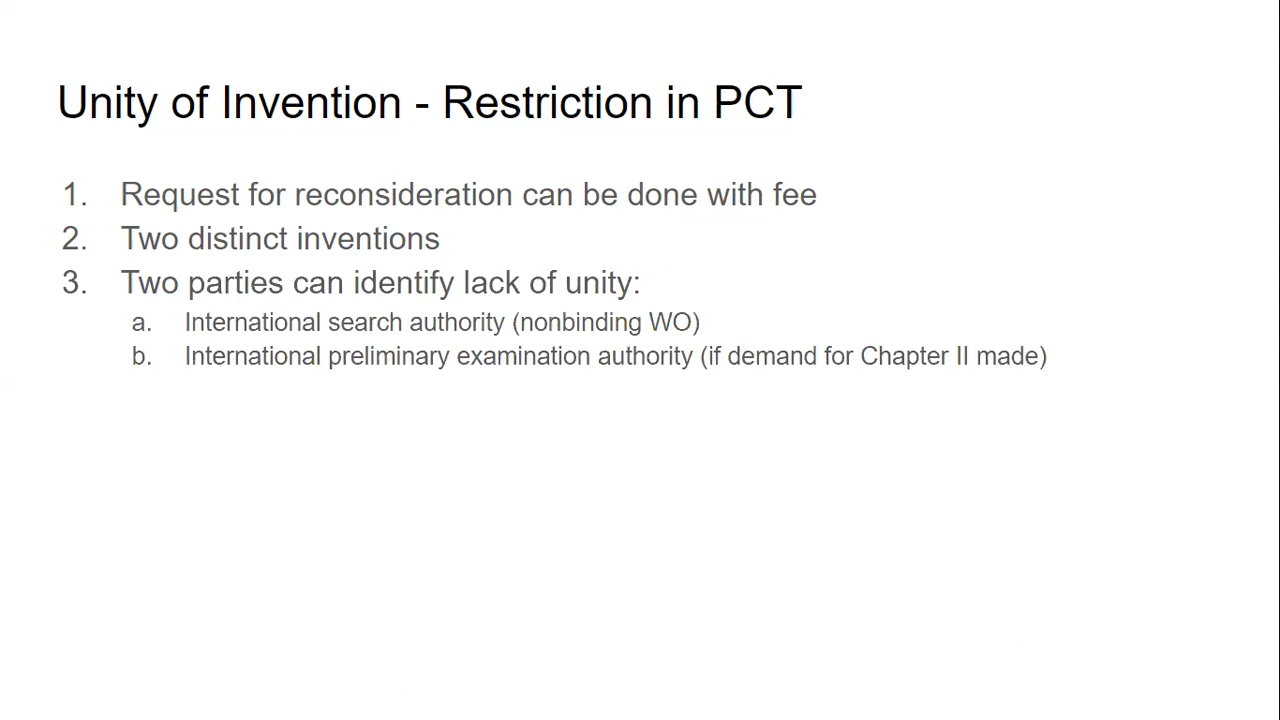 Unity of Invention - Restriction in PCT
1. Request for reconsideration can be done with fee
2. Two distinct inventions
3. Two parties can identify lack of unity:
a. International search authority (nonbinding WO)
b. International preliminary examination authority (if demand for Chapter II made)